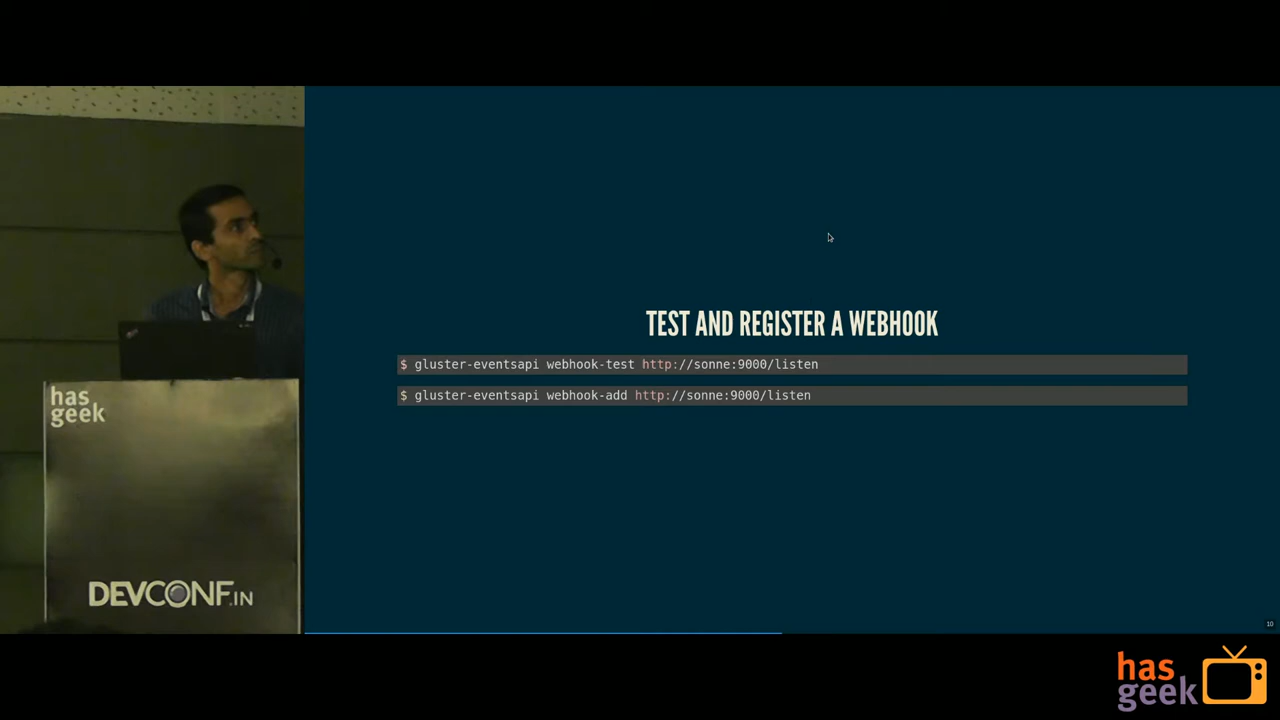 TEST AND REGISTER A WEBHOOK
$ gluster-eventsapi webhook-test http://sonne:9000/listen
$ gluster-eventsapi webhook-add http://sonne:9000/listen
has
geek
DEVCONF.IN
10
has
geek